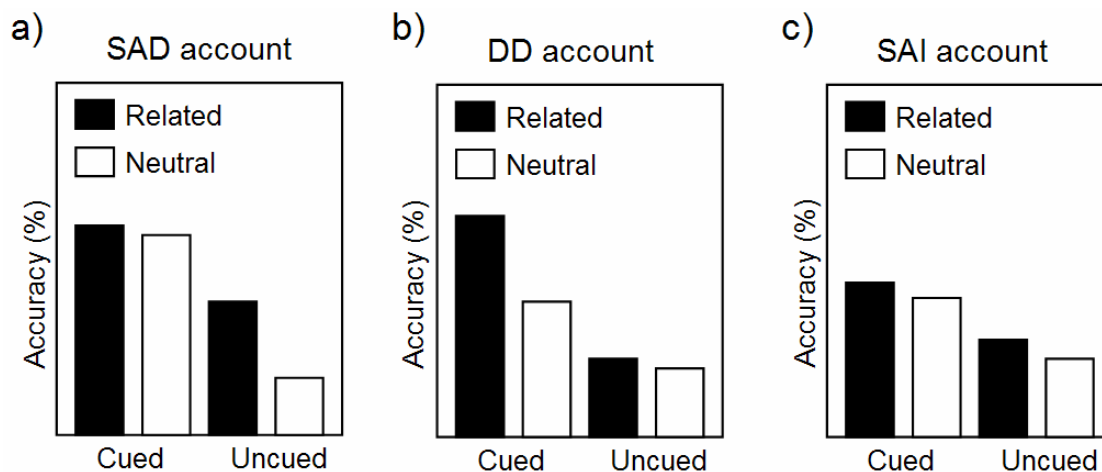 a)
SAD account
Related
Neutral
Accuracy (%)
Cued Uncued
b)
DD account
Related
Neutral
Accuracy (%)
Cued Uncued
c)
SAI account
Related
Neutral
Accuracy (%)
Cued Uncued